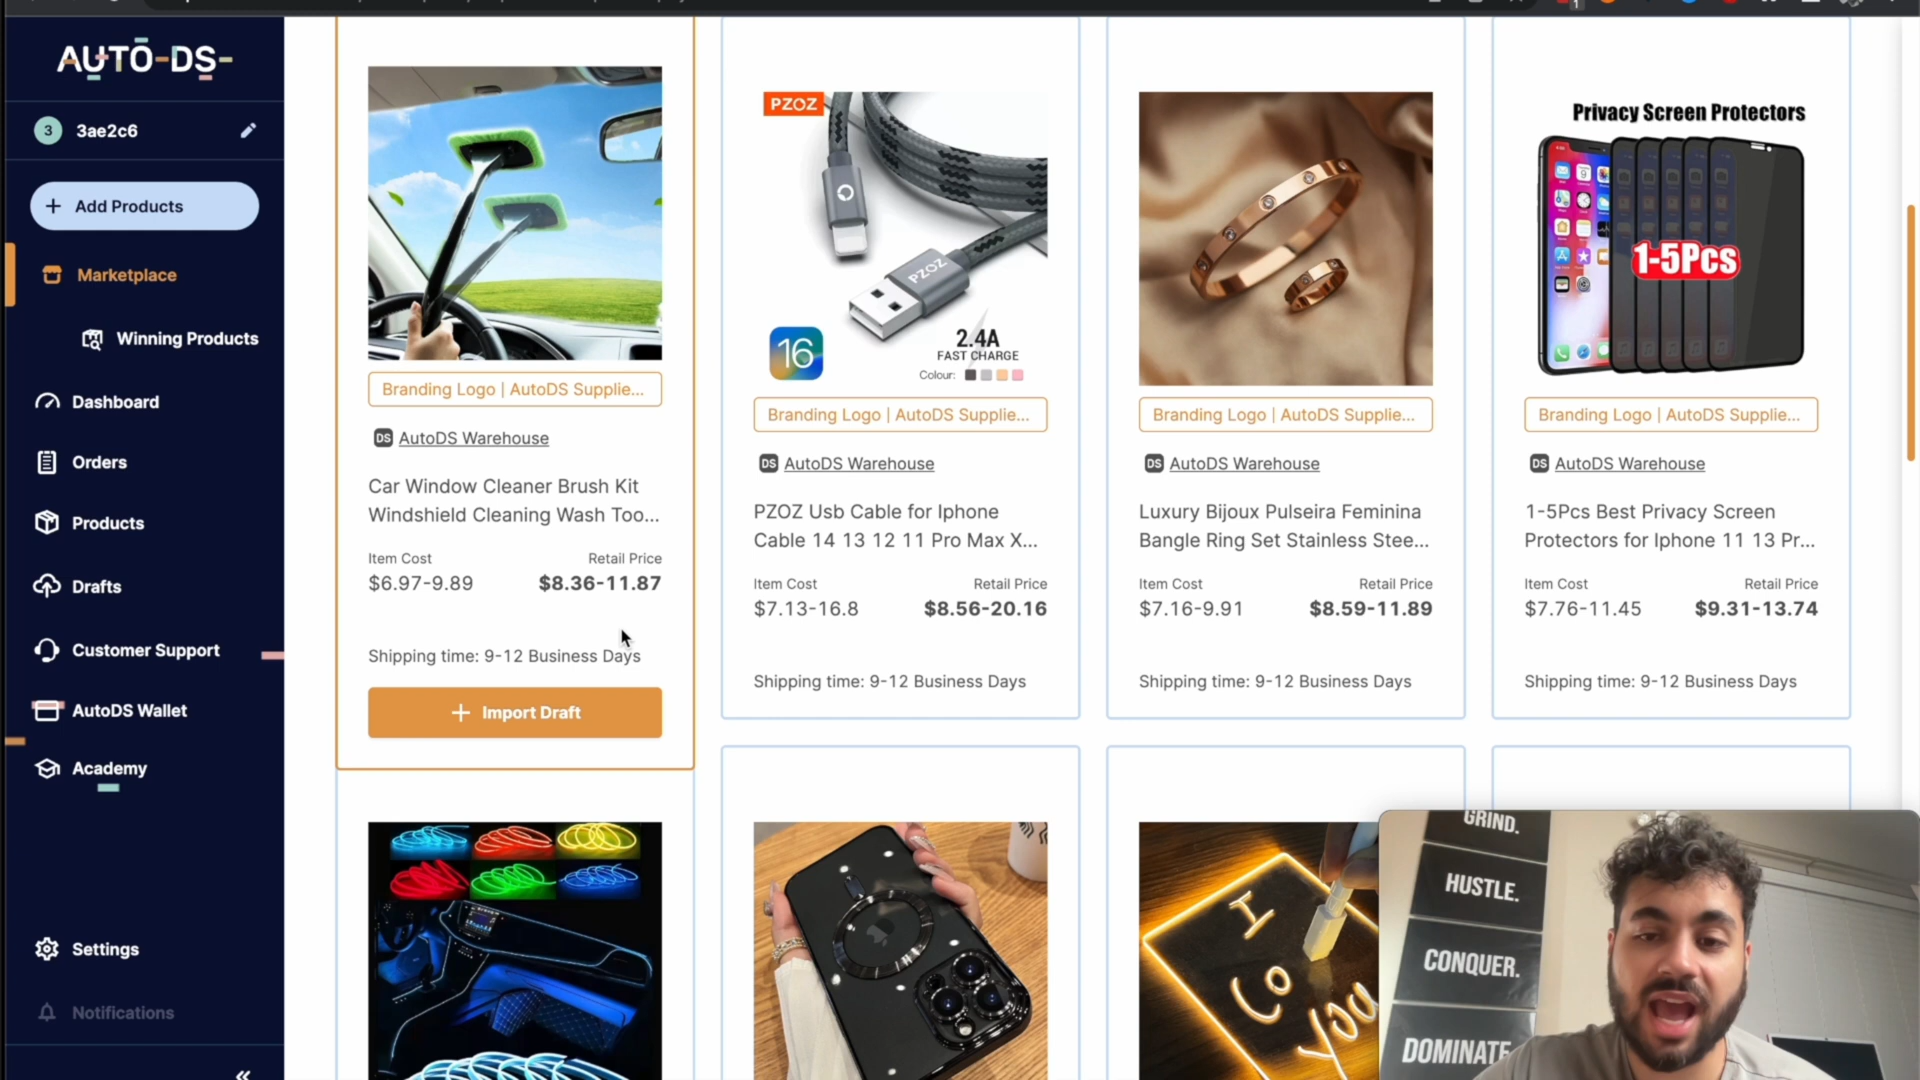 AUTO-DS-
3 3ae2c6
+ Add Products
Marketplace
Winning Products
Dashboard
Orders
Products
Drafts
Customer Support
AutoDS Wallet
Academy
Settings
Notifications
«
Branding Logo | AutoDS Supplie...
DS AutoDS Warehouse
Car Window Cleaner Brush Kit
Windshield Cleaning Wash Too...
Item Cost Retail Price
$6.97-9.89 $8.36-11.87
Shipping time: 9-12 Business Days
+ Import Draft
PZOZ
PZOZ
16
2.4A
FAST CHARGE
Colour:
Branding Logo | AutoDS Supplie...
DS AutoDS Warehouse
PZOZ Usb Cable for Iphone
Cable 14 13 12 11 Pro Max X...
Item Cost Retail Price
$7.13-16.8 $8.56-20.16
Shipping time: 9-12 Business Days
Branding Logo | AutoDS Supplie...
DS AutoDS Warehouse
Luxury Bijoux Pulseira Feminina
Bangle Ring Set Stainless Stee...
Item Cost Retail Price
$7.16-9.91 $8.59-11.89
Shipping time: 9-12 Business Days
Privacy Screen Protectors
1-5Pcs
Branding Logo | AutoDS Supplie...
DS AutoDS Warehouse
1-5Pcs Best Privacy Screen
Protectors for Iphone 11 13 Pr...
Item Cost Retail Price
$7.76-11.45 $9.31-13.74
Shipping time: 9-12 Business Days
I
Co
You
GRIND.
HUSTLE.
CONQUER.
DOMINATE